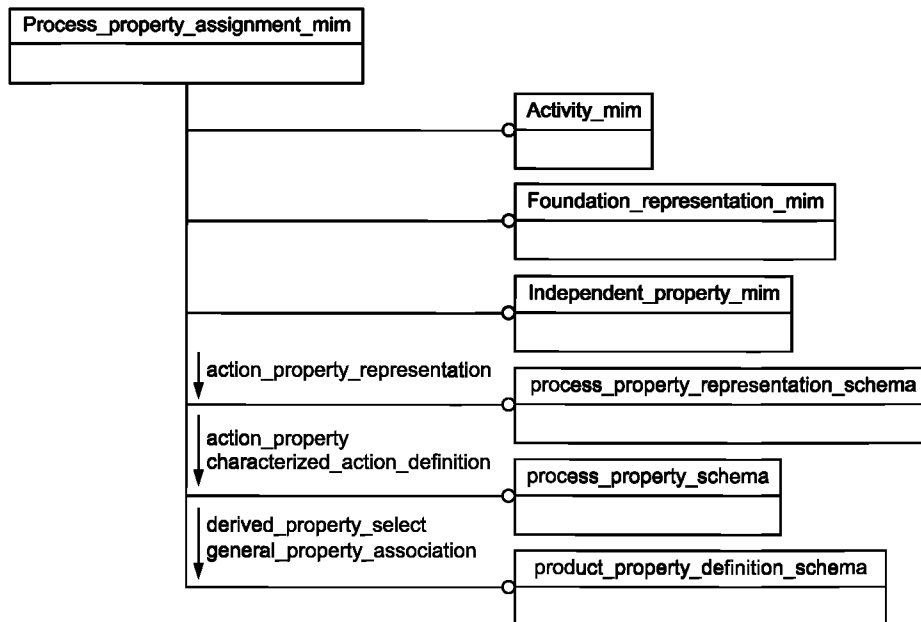 Process_property_assignment_mim
Activity_mim
Foundation_representation_mim
Independent_property_mim
action_property_representation
process_property_representation_schema
action_property
characterized_action_definition
process_property_schema
derived_property_select
general_property_association
product_property_definition_schema